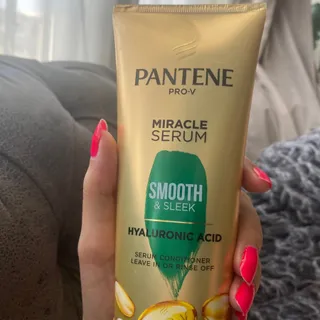 PANTENE
PRO-V
MIRACLE
SERUM
SMOOTH
& SLEEK
HYALURONIC ACID
SERUM CONDITIONER
LEAVE IN OR RINSE OFF